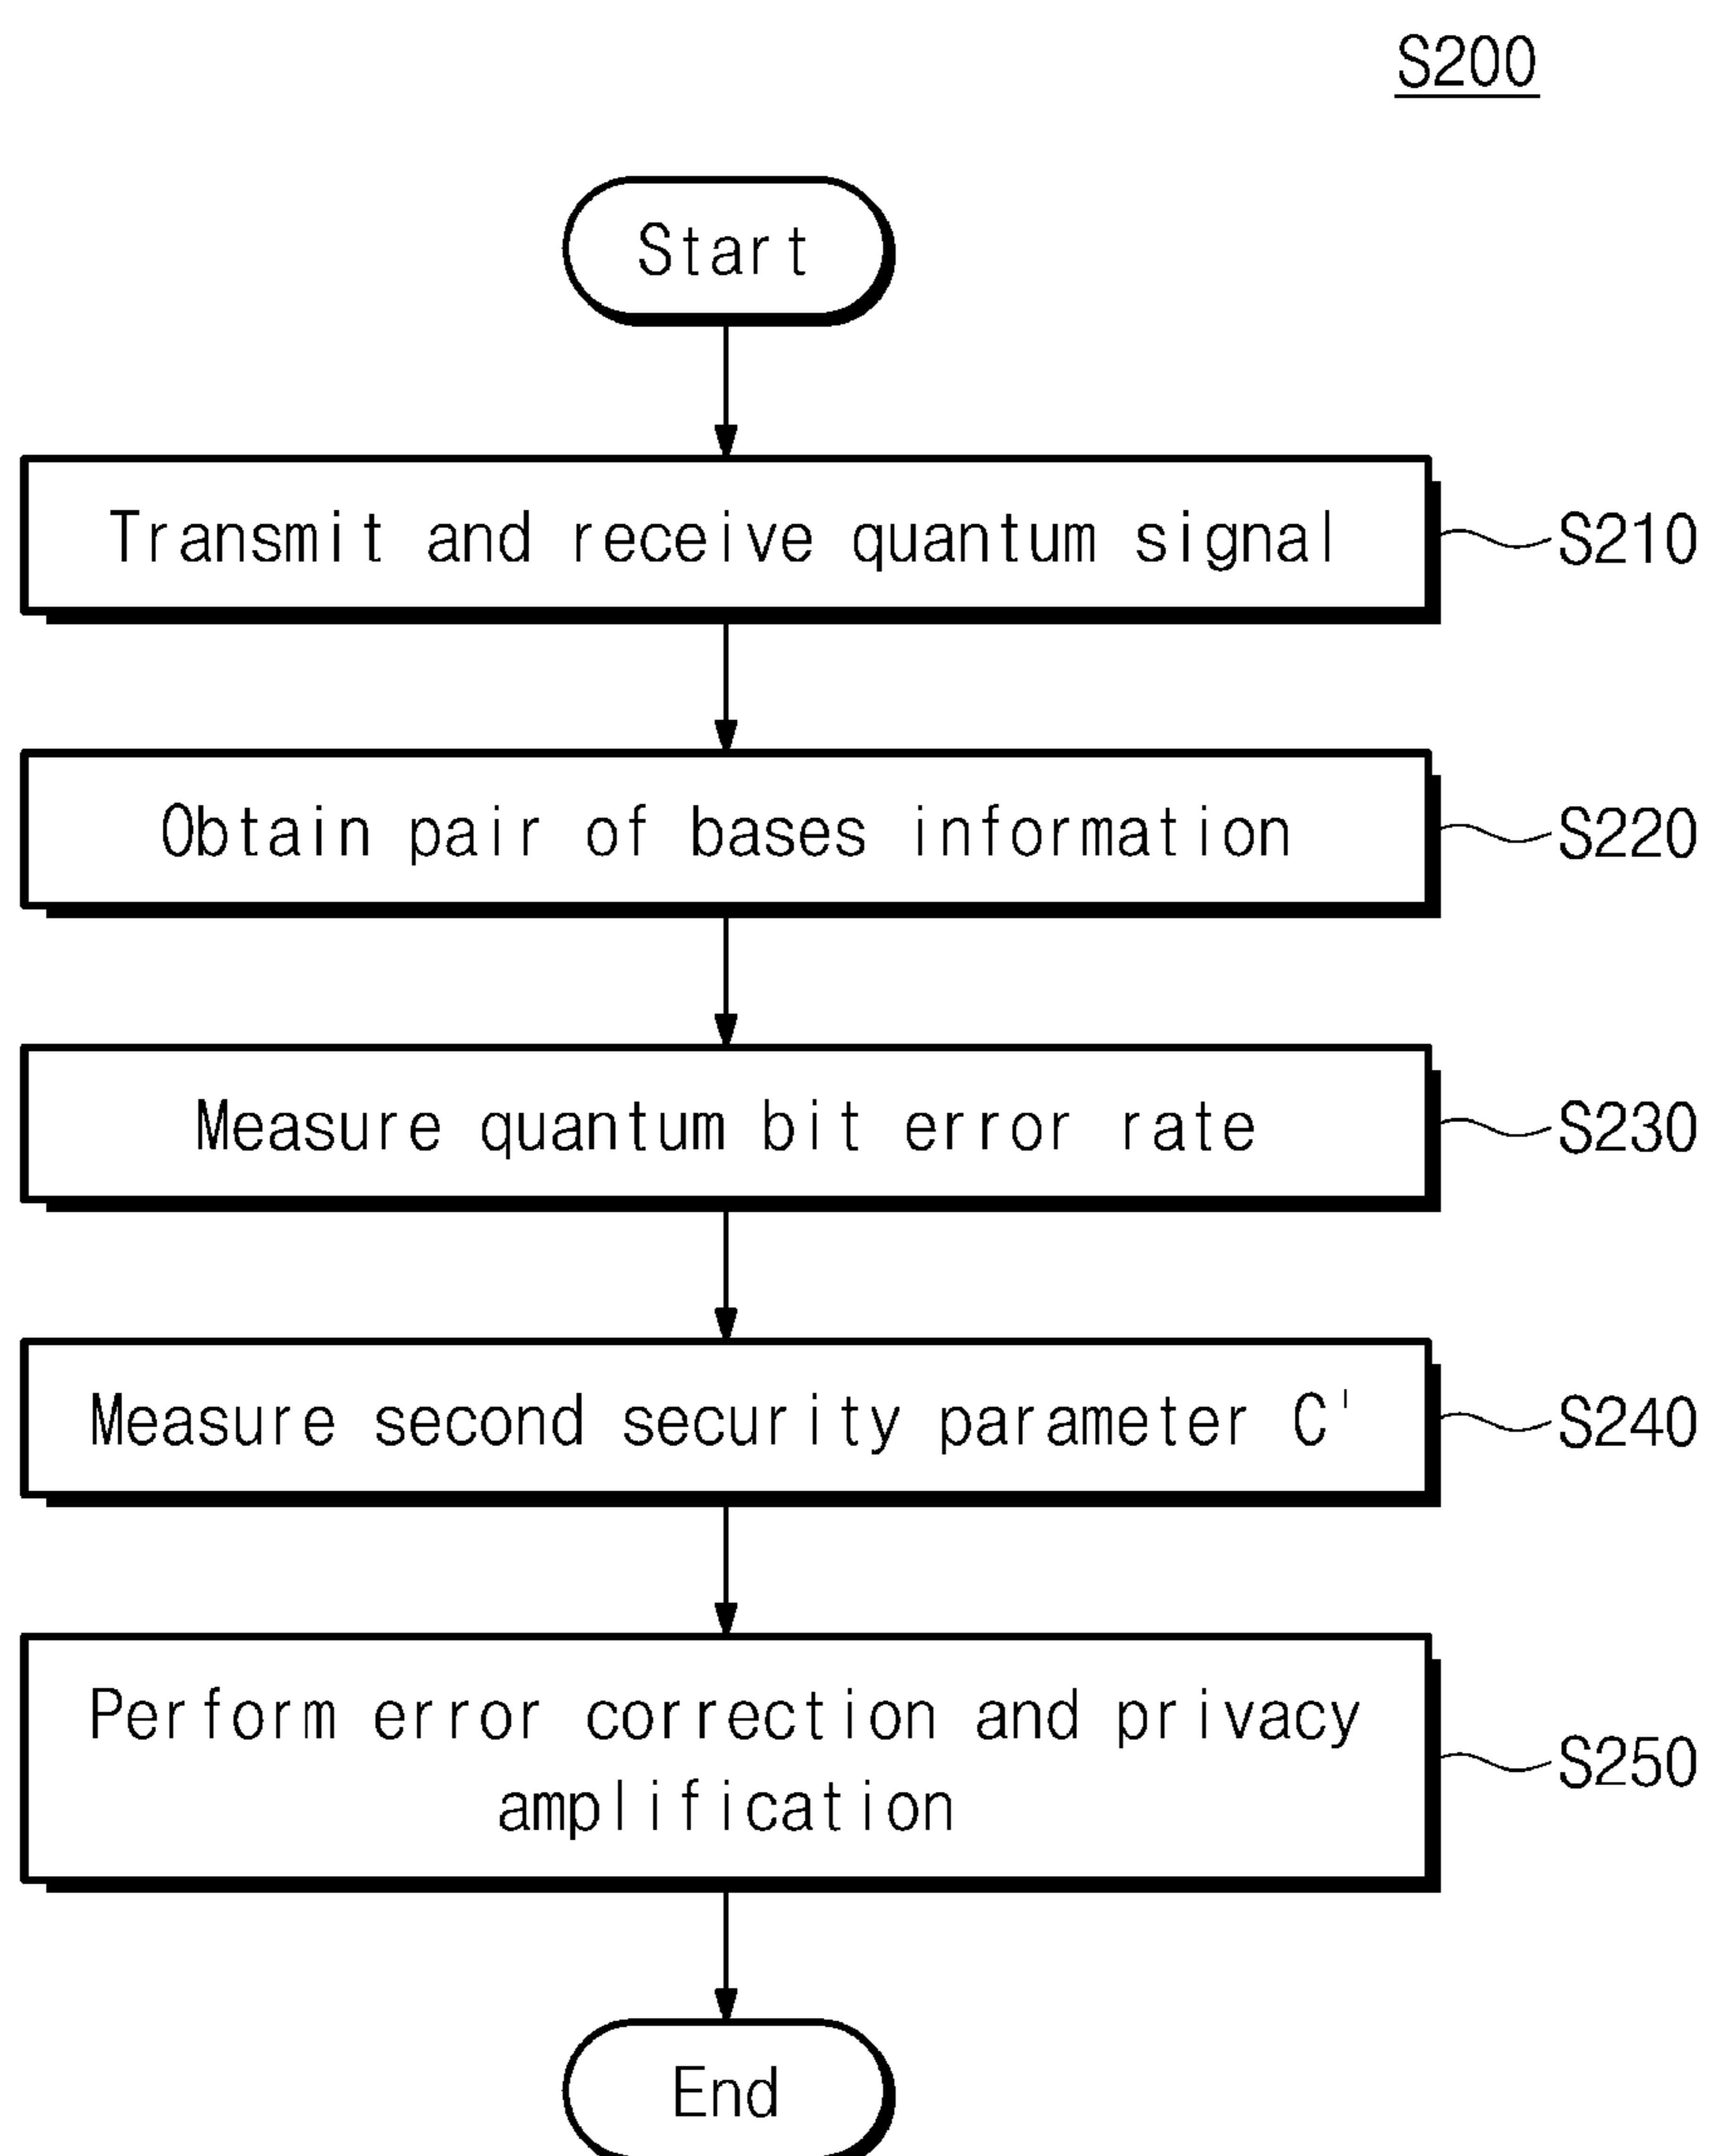 S200
Start
Transmit and receive quantum signal
S210
Obtain pair of bases information
S220
Measure quantum bit error rate
S230
Measure second security parameter C'
S240
Perform error correction and privacy
amplification
S250
End